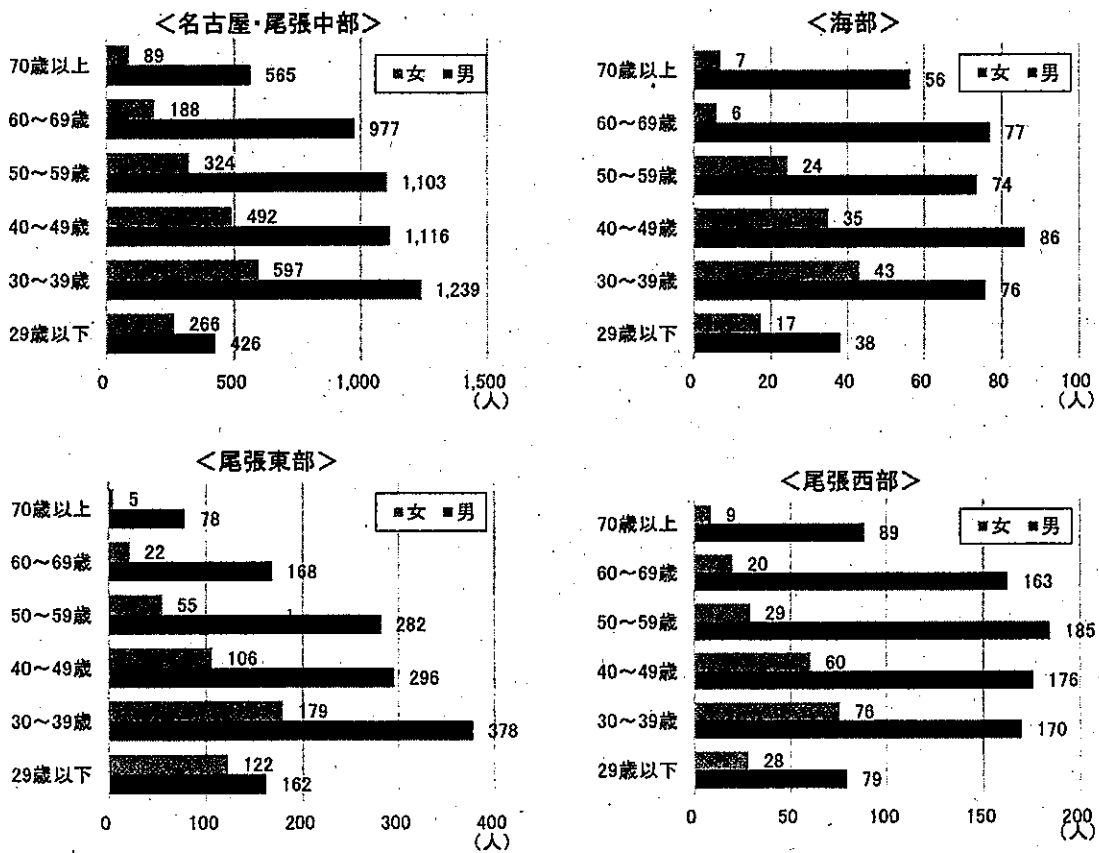 <名古屋・尾張中部>
■女 ■男
70歳以上 89 565
60~69歳 188 977
50~59歳 324 1,103
40~49歳 492 1,116
30~39歳 597 1,239
29歳以下 266 426
0 500 1,000 1,500
(人)
<海部>
■女 ■男
70歳以上 7 56
60~69歳 6 77
50~59歳 24 74
40~49歳 35 86
30~39歳 43 76
29歳以下 17 38
0 20 40 60 80 100
(人)
<尾張東部>
■女 ■男
70歳以上 5 78
60~69歳 22 168
50~59歳 55 282
40~49歳 106 296
30~39歳 179 378
29歳以下 122 162
0 100 200 300 400
(人)
<尾張西部>
■女 ■男
70歳以上 9 89
60~69歳 20 163
50~59歳 29 185
40~49歳 60 176
30~39歳 76 170
29歳以下 28 79
0 50 100 150 200
(人)